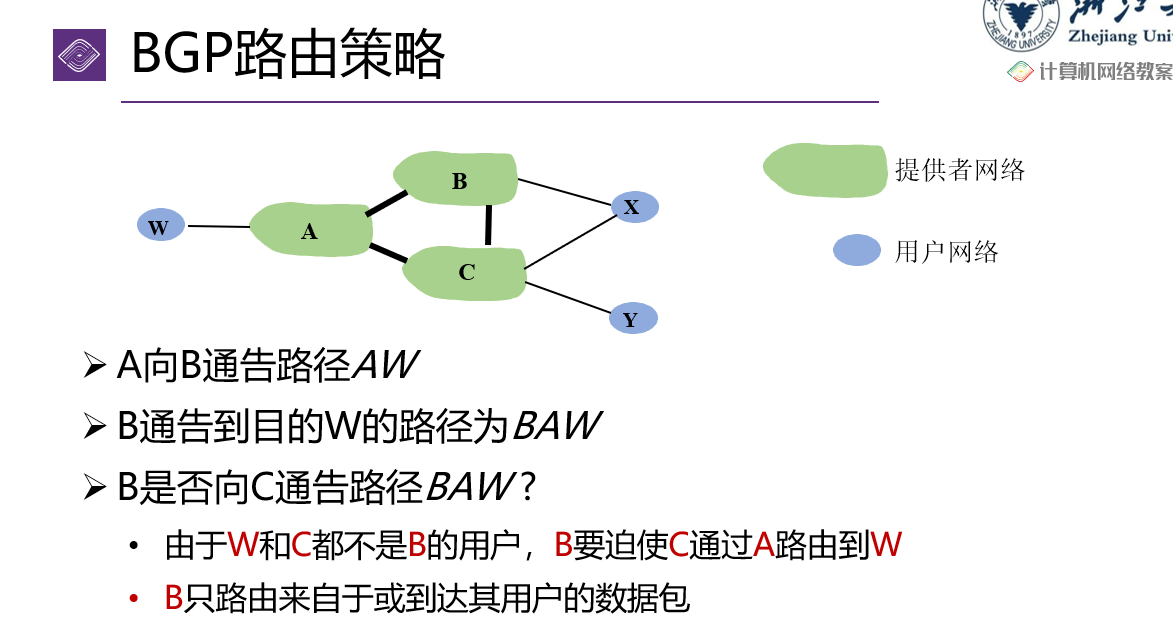 BGP路由策略
1897
ZHEJIANG UNIVERSITY
Zhejiang Uni
计算机网络教案
B
提供者网络
W
A
X
C
用户网络
Y
➢ A向B通告路径AW
➢ B通告到目的W的路径为BAW
➢ B是否向C通告路径BAW？
• 由于W和C都不是B的用户，B要迫使C通过A路由到W
• B只路由来自于或到达其用户的数据包